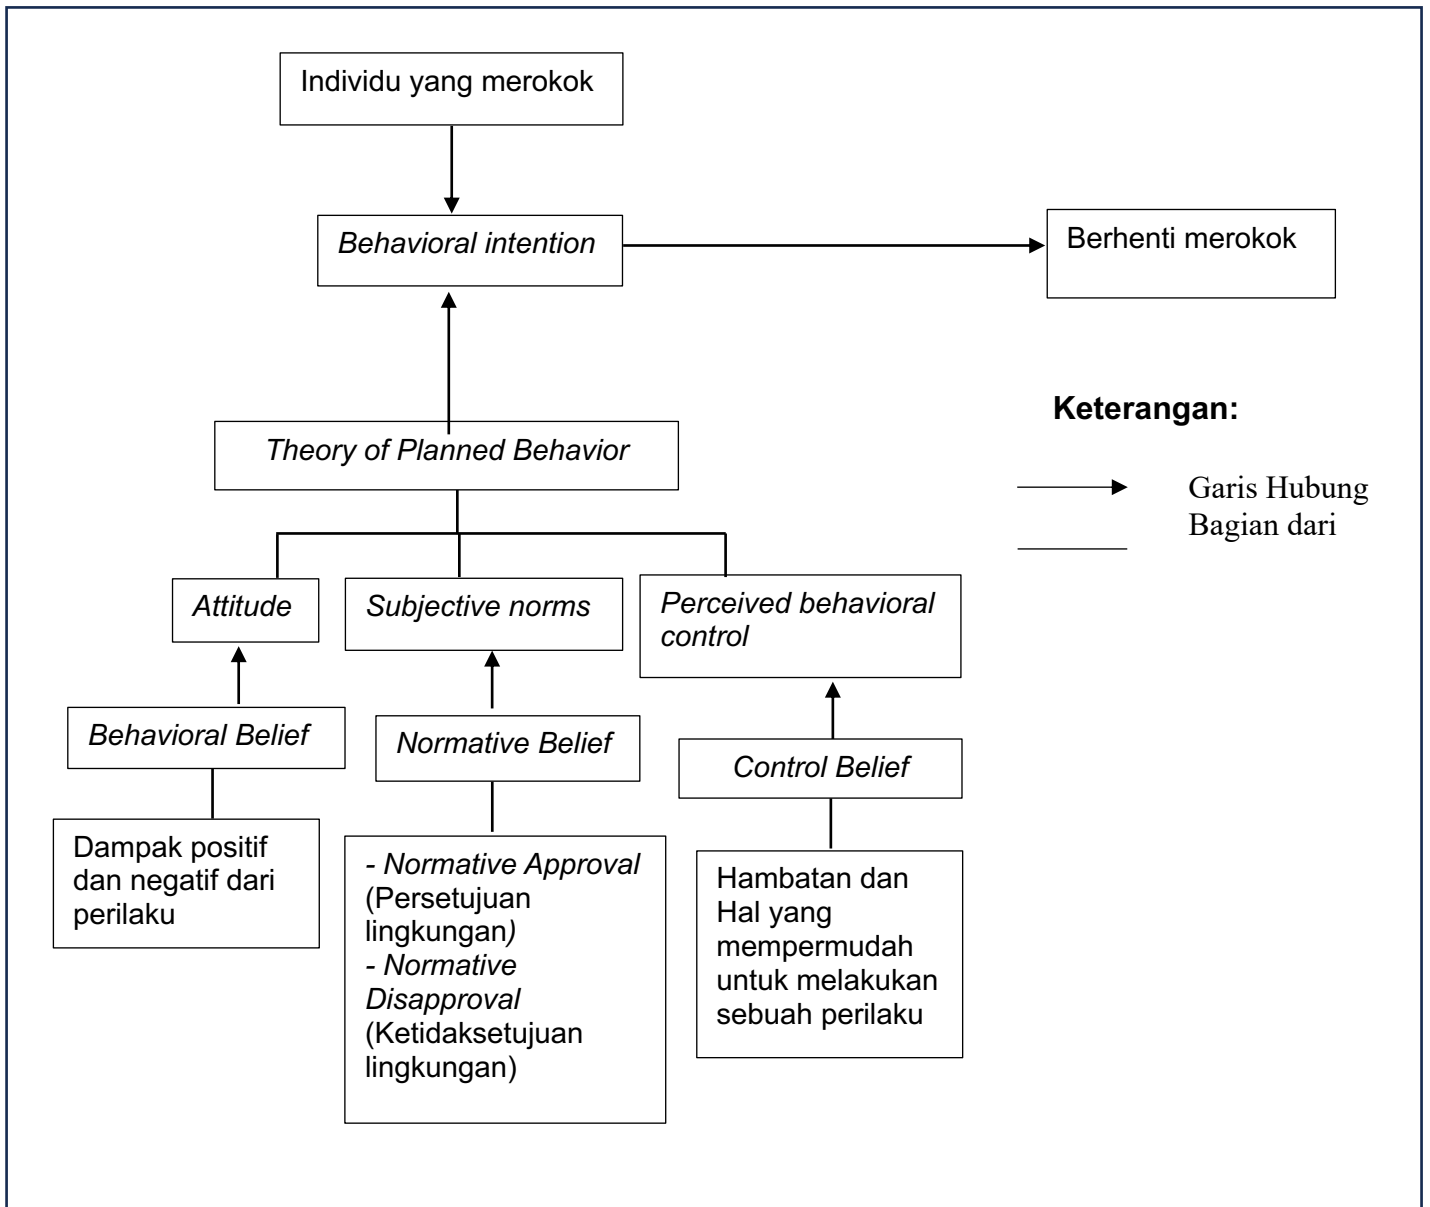 Individu yang merokok
Behavioral intention
Berhenti merokok
Theory of Planned Behavior
Keterangan:
Garis Hubung
Bagian dari
Attitude
Subjective norms
Perceived behavioral
control
Behavioral Belief
Normative Belief
Control Belief
Dampak positif
dan negatif dari
perilaku
- Normative Approval
(Persetujuan
lingkungan)
- Normative
Disapproval
(Ketidaksetujuan
lingkungan)
Hambatan dan
Hal yang
mempermudah
untuk melakukan
sebuah perilaku